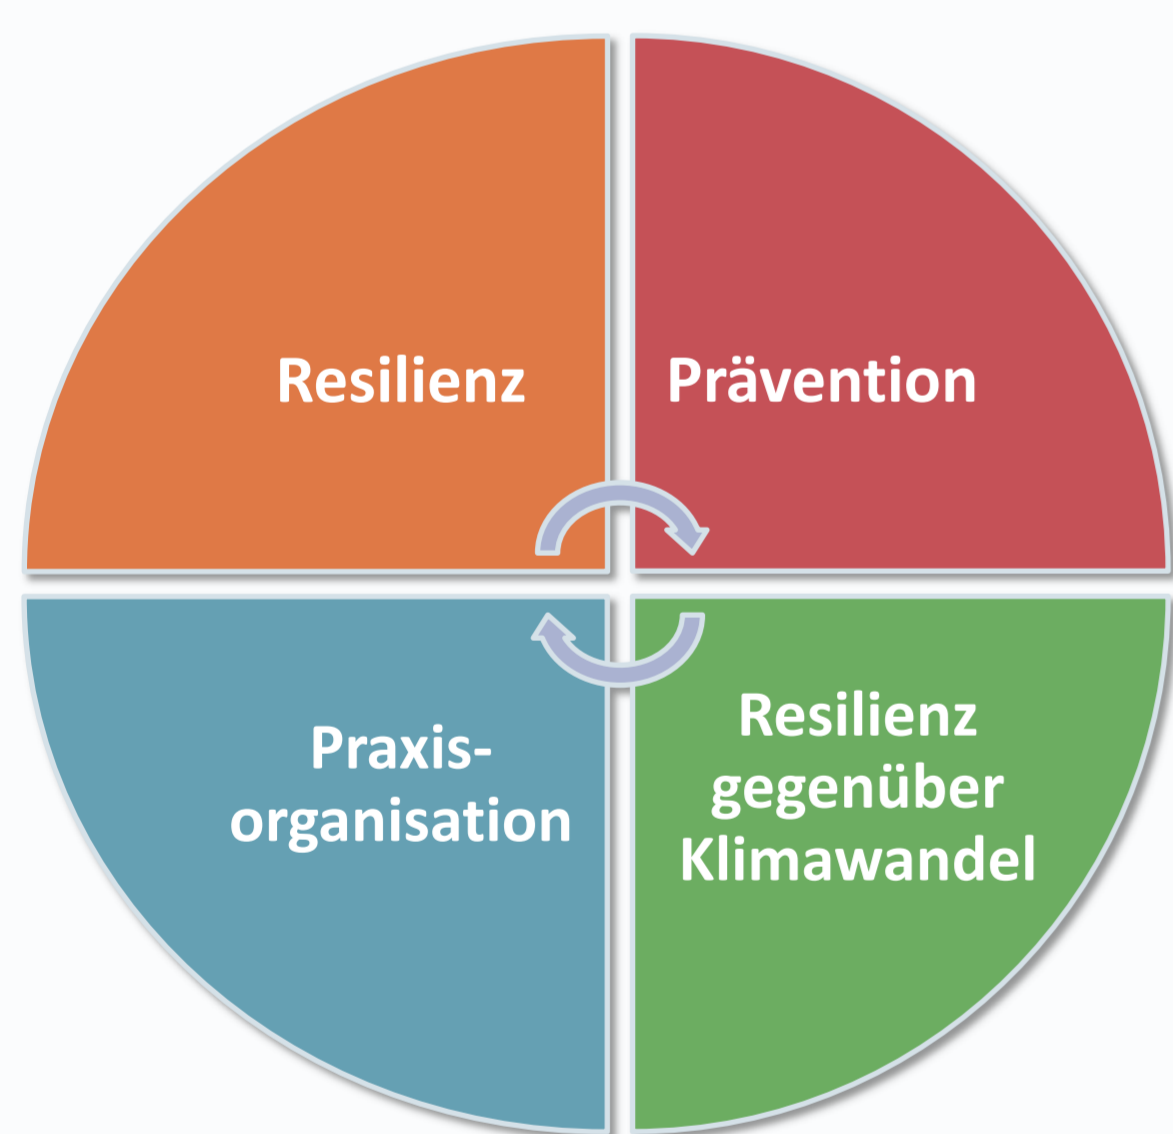 Resilienz
Prävention
Praxis-
organisation
Resilienz
gegenüber
Klimawandel